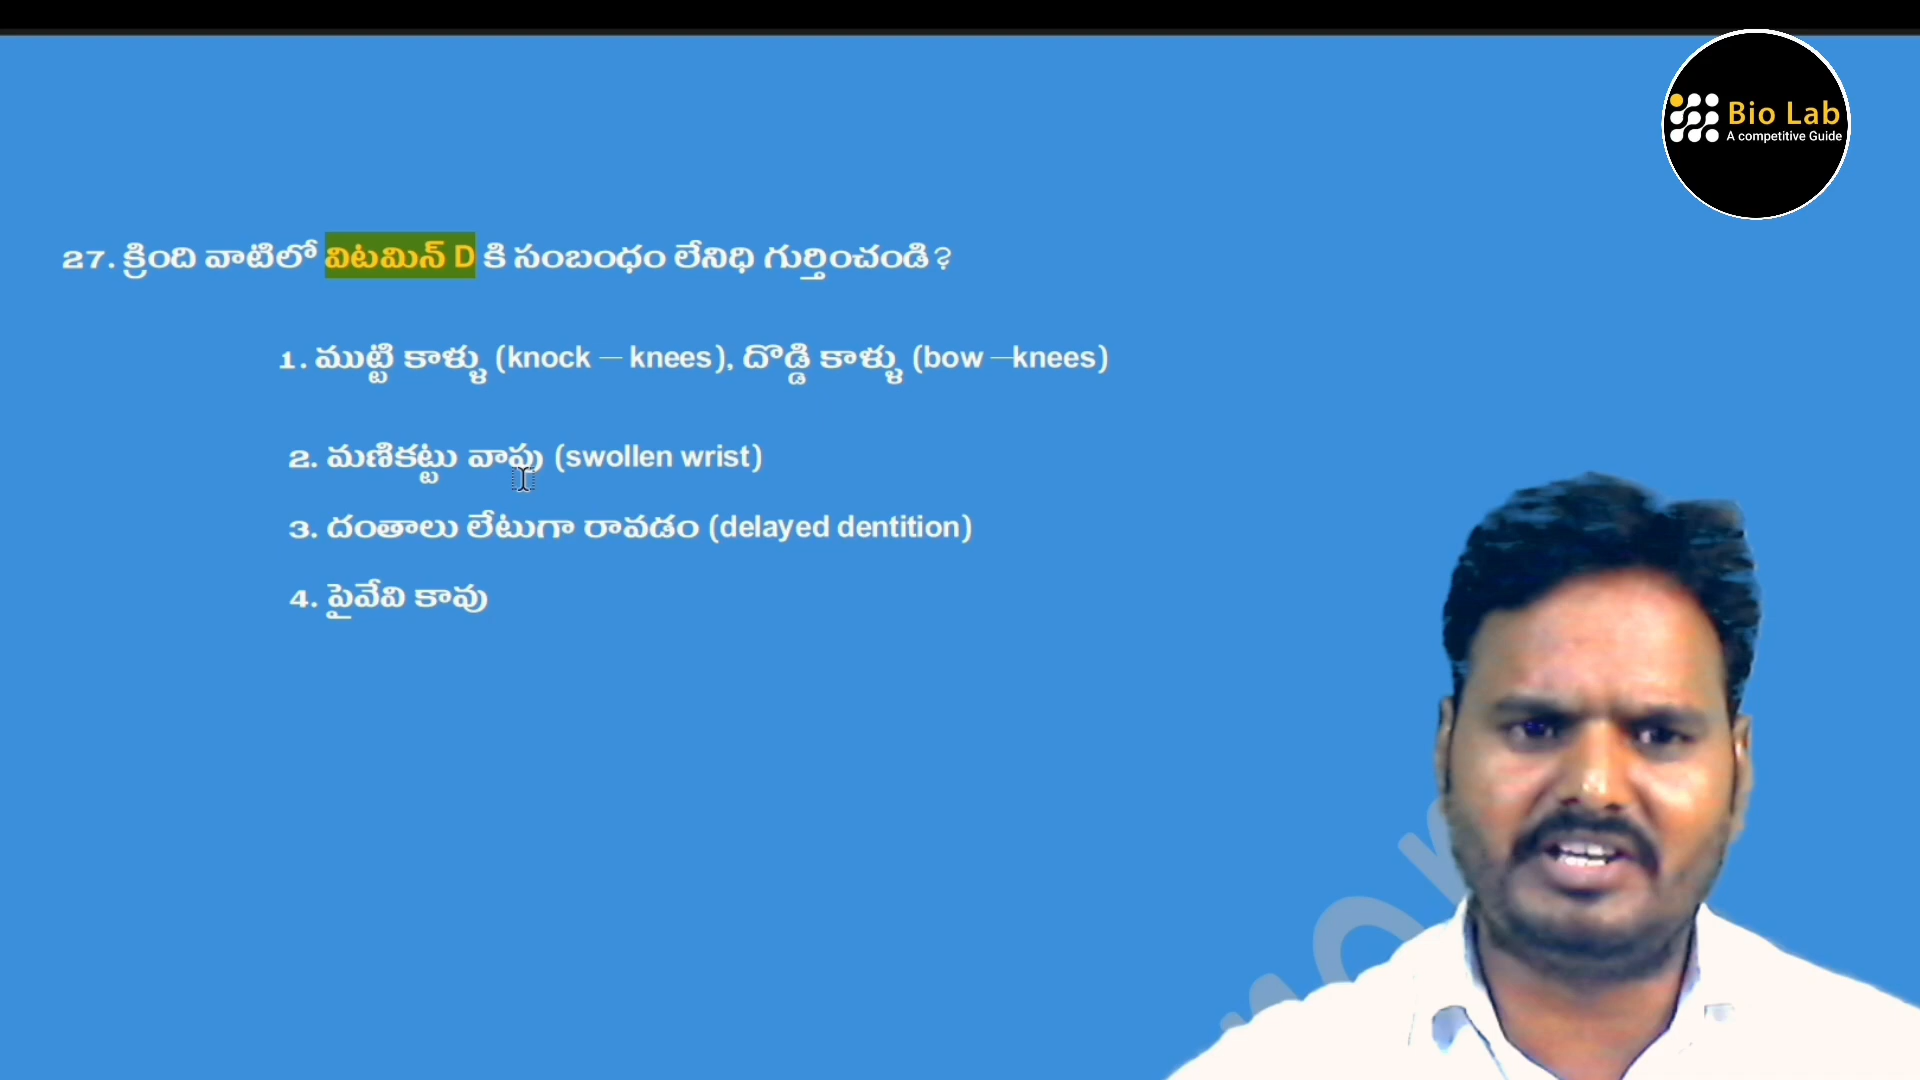 Bio Lab
A competitive Guide
27. క్రింది వాటిలో విటమిన్ D కి సంబంధం లేనిధి గుర్తించండి?
1. ముట్టి కాళ్ళు (knock – knees), దొడ్డి కాళ్ళు (bow –knees)
2. మణికట్టు వాపు (swollen wrist)
3. దంతాలు లేటుగా రావడం (delayed dentition)
4. పైవేవి కావు